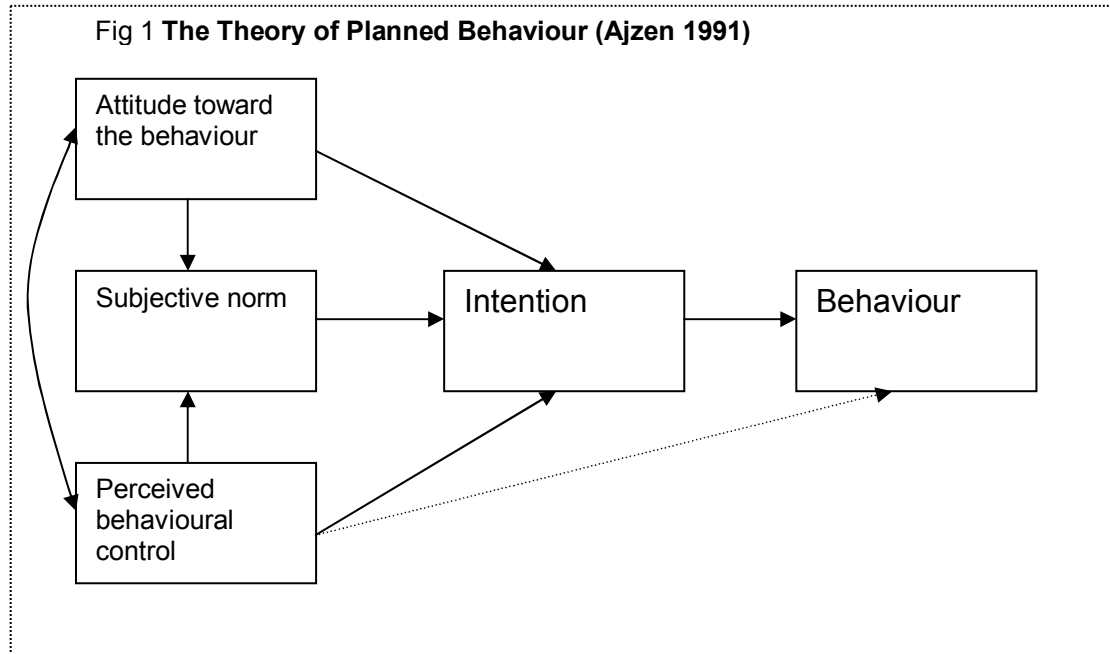 Fig 1 The Theory of Planned Behaviour (Ajzen 1991)
Attitude toward
the behaviour
Subjective norm
Intention
Behaviour
Perceived
behavioural
control